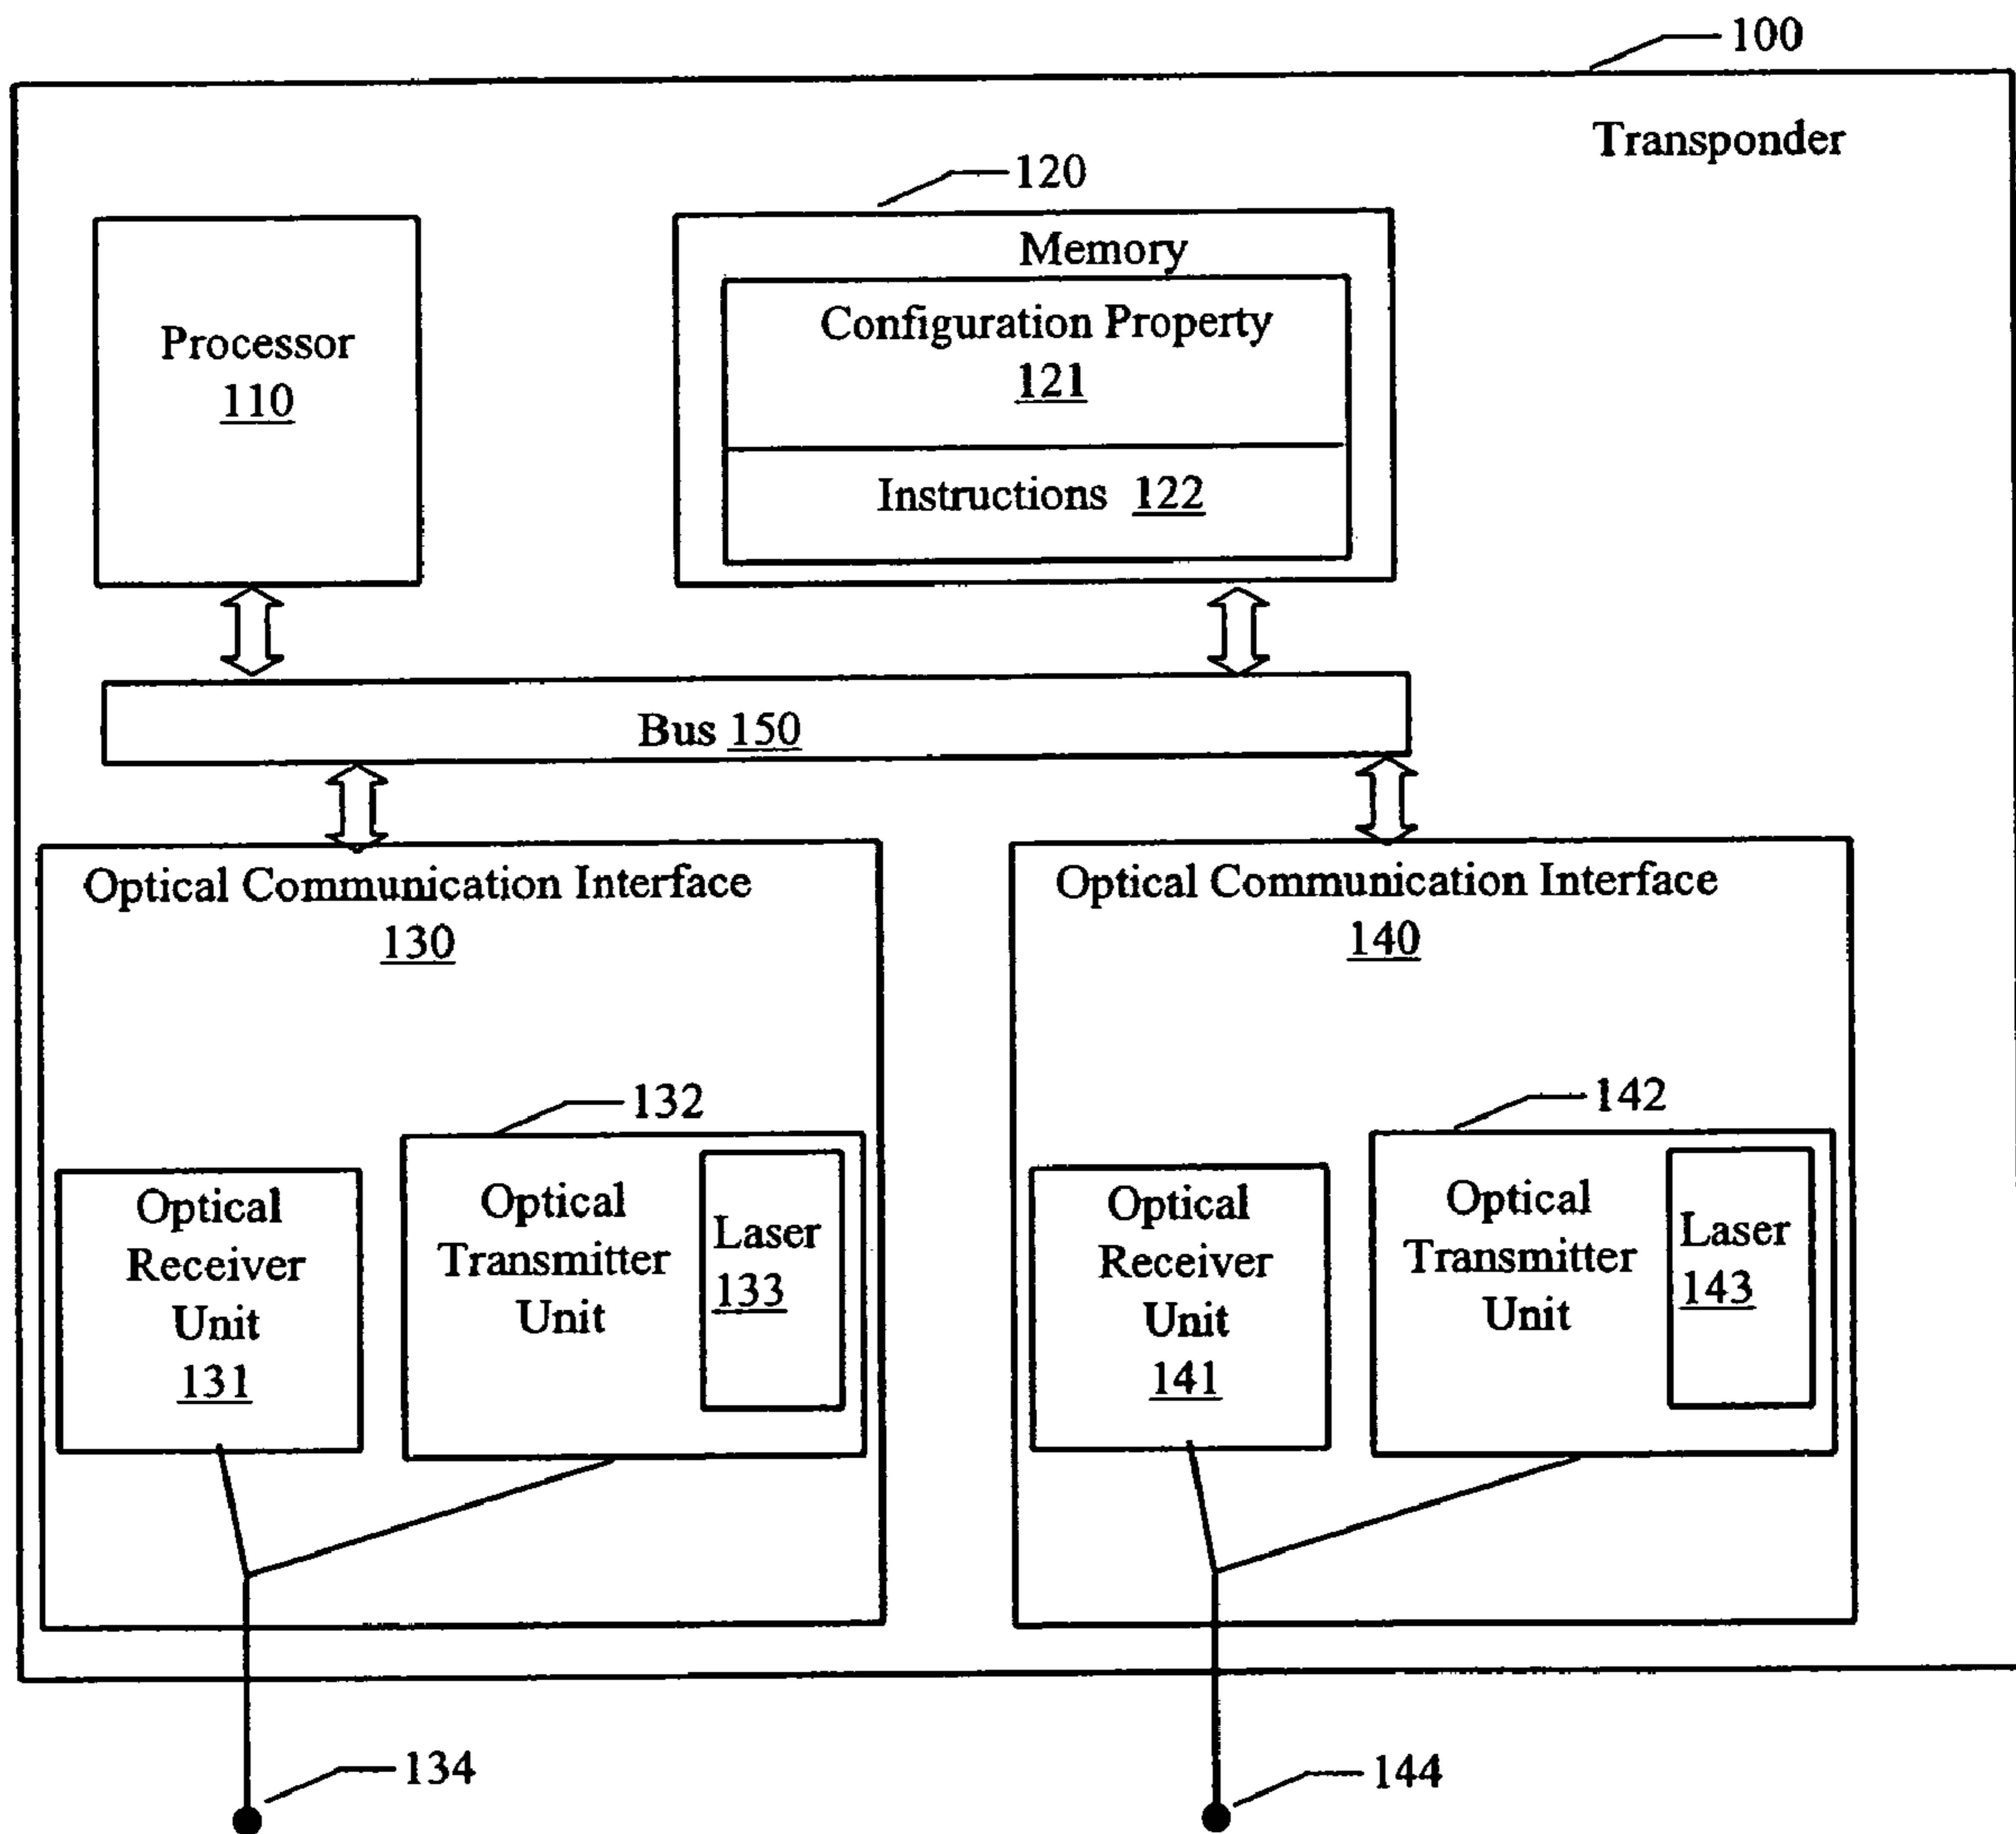 100
Transponder
120
Memory
Processor
110
Configuration Property
121
Instructions 122
Bus 150
Optical Communication Interface
130
Optical Communication Interface
140
132
Optical
Receiver
Unit
131
Optical
Transmitter
Unit
Laser
133
142
Optical
Receiver
Unit
141
Optical
Transmitter
Unit
Laser
143
134
144